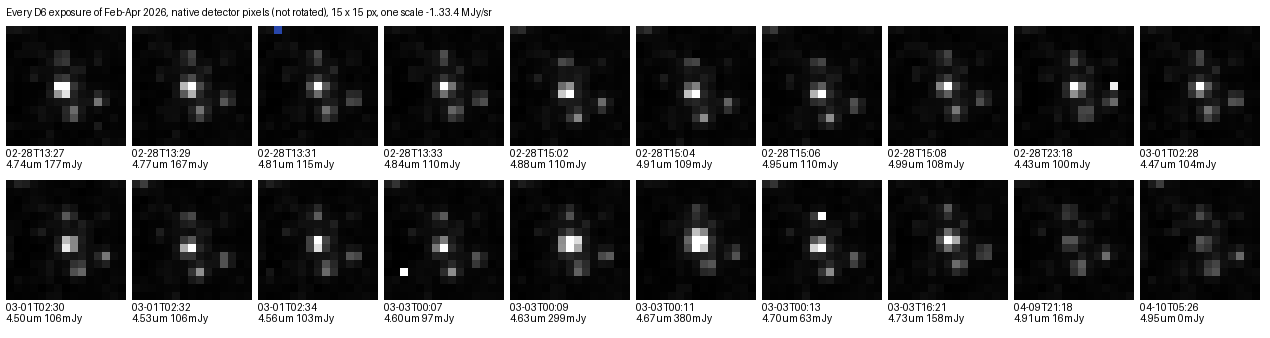 Every D6 exposure of Feb-Apr 2026, native detector pixels (not rotated), 15 x 15 px, one scale -1..33.4 MJy/sr
02-28T13:27 02-28T13:29 02-28T13:31 02-28T13:33 02-28T15:02 02-28T15:04 02-28T15:06 02-28T15:08 02-28T23:18 03-01T02:28
4.74um 177mJy 4.77um 167mJy 4.81um 115mJy 4.84um 110mJy 4.88um 110mJy 4.91um 109mJy 4.95um 110mJy 4.99um 108mJy 4.43um 100mJy 4.47um 104mJy
03-01T02:30 03-01T02:32 03-01T02:34 03-03T00:07 03-03T00:09 03-03T00:11 03-03T00:13 03-03T16:21 04-09T21:18 04-10T05:26
4.50um 106mJy 4.53um 106mJy 4.56um 103mJy 4.60um 97mJy 4.63um 299mJy 4.67um 380mJy 4.70um 63mJy 4.73um 158mJy 4.91um 16mJy 4.95um 0mJy